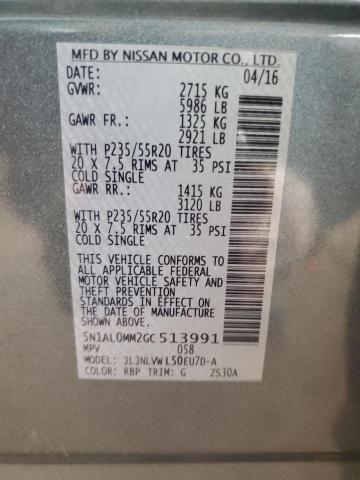 MFD BY NISSAN MOTOR CO., LTD.
DATE: 04/16
GVWR: 2715 KG
5986 LB
GAWR FR.: 1325 KG
2921 LB
WITH P235/55R20 TIRES
20 X 7.5 RIMS AT 35 PSI
COLD SINGLE
GAWR RR.: 1415 KG
3120 LB
WITH P235/55R20 TIRES
20 X 7.5 RIMS AT 35 PSI
COLD SINGLE
THIS VEHICLE CONFORMS TO
ALL APPLICABLE FEDERAL
MOTOR VEHICLE SAFETY AND
THEFT PREVENTION
STANDARDS IN EFFECT ON
THE DATE OF MANUFACTURE
SHOWN ABOVE.
5N1AL0MM2GC513991
MPV 058
MODEL: JLJNLVWL50EU7D-A
COLOR: RBP TRIM: G ZS30A